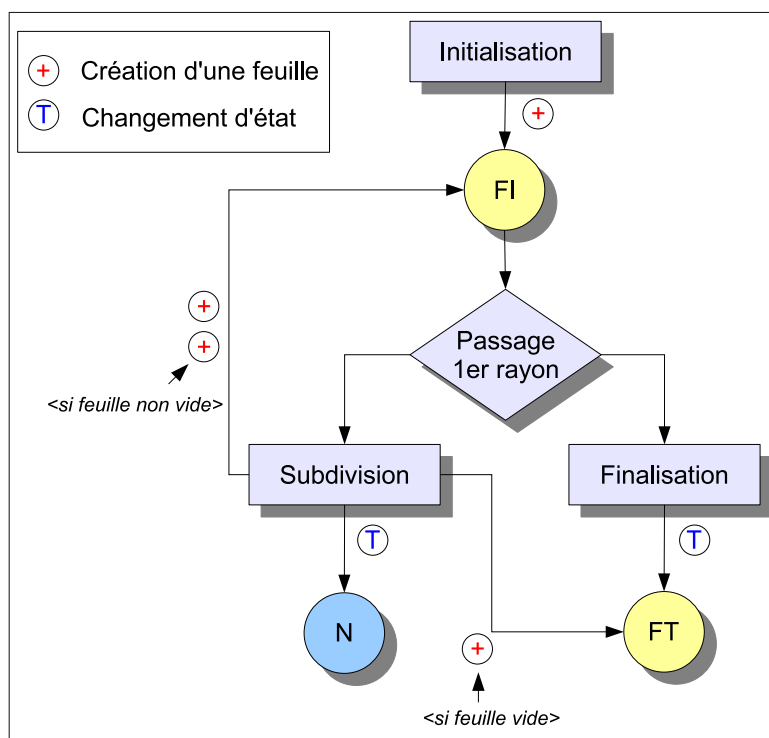 Initialisation
+ Création d'une feuille
T Changement d'état
+
FI
+
+
Passage
1er rayon
<si feuille non vide>
Subdivision
Finalisation
T
T
N
FT
+
<si feuille vide>